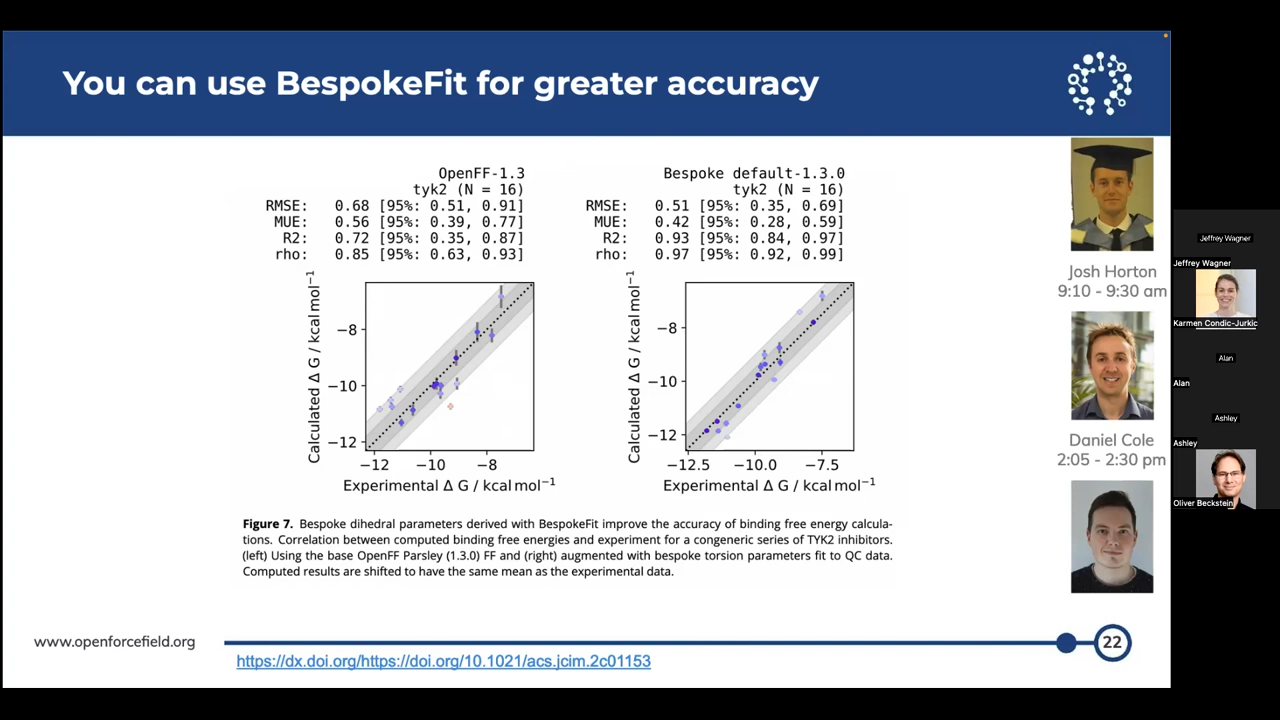 You can use BespokeFit for greater accuracy
OpenFF-1.3
tyk2 (N = 16)
RMSE: 0.68 [95%: 0.51, 0.91]
MUE: 0.56 [95%: 0.39, 0.77]
R2: 0.72 [95%: 0.35, 0.87]
rho: 0.85 [95%: 0.63, 0.93]
Calculated Δ G / kcal mol⁻¹
−8
−10
−12
−12 −10 −8
Experimental Δ G / kcal mol⁻¹
Bespoke default-1.3.0
tyk2 (N = 16)
RMSE: 0.51 [95%: 0.35, 0.69]
MUE: 0.42 [95%: 0.28, 0.59]
R2: 0.93 [95%: 0.84, 0.97]
rho: 0.97 [95%: 0.92, 0.99]
Calculated Δ G / kcal mol⁻¹
−8
−10
−12
−12.5 −10.0 −7.5
Experimental Δ G / kcal mol⁻¹
Figure 7. Bespoke dihedral parameters derived with BespokeFit improve the accuracy of binding free energy calcula-
tions. Correlation between computed binding free energies and experiment for a congeneric series of TYK2 inhibitors.
(left) Using the base OpenFF Parsley (1.3.0) FF and (right) augmented with bespoke torsion parameters fit to QC data.
Computed results are shifted to have the same mean as the experimental data.
Josh Horton
9:10 - 9:30 am
Daniel Cole
2:05 - 2:30 pm
www.openforcefield.org
22
https://dx.doi.org/https://doi.org/10.1021/acs.jcim.2c01153
Jeffrey Wagner
Jeffrey Wagner
Karmen Condic-Jurkic
Alan
Alan
Ashley
Ashley
Oliver Beckstein